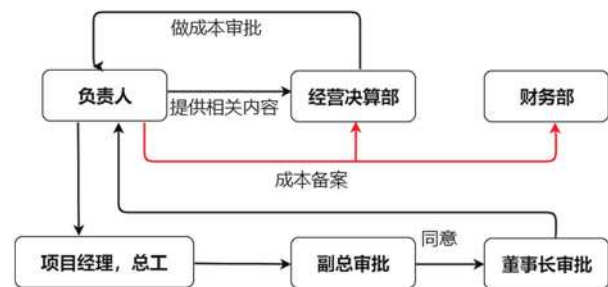 做成本审批
负责人
提供相关内容
经营决算部
财务部
成本备案
项目经理，总工
副总审批
同意
董事长审批